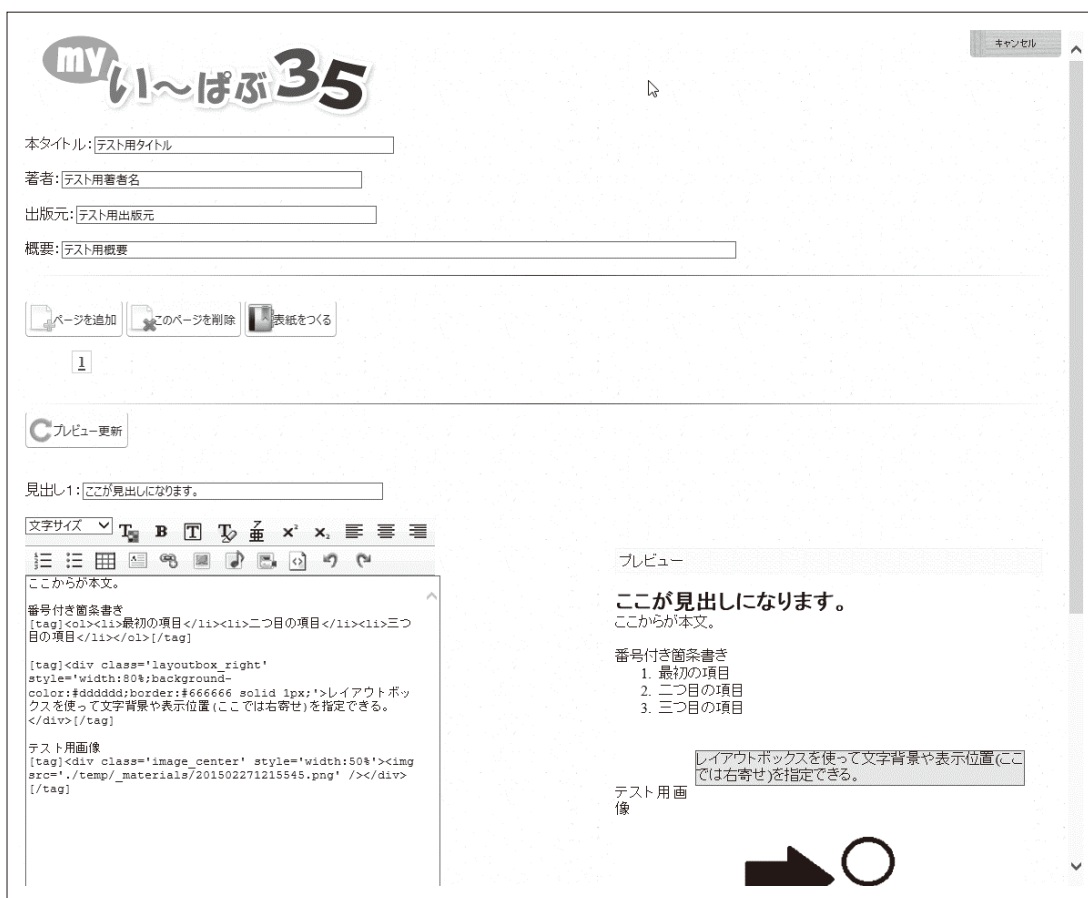 キャンセル
myい～ぱぶ35
本タイトル：テスト用タイトル
著者：テスト用著者名
出版元：テスト用出版元
概要：テスト用概要
ページを追加 このページを削除 表紙をつくる
1
プレビュー更新
見出し1：ここが見出しになります。
文字サイズ
ここからが本文。
番号付き箇条書き
[tag]<ol><li>最初の項目</li><li>二つ目の項目</li><li>三つ
目の項目</li></ol>[/tag]
[tag]<div class='layoutbox_right'
style='width:80%;background-
color:#dddddd;border:#666666 solid 1px;'>レイアウトボッ
クスを使って文字背景や表示位置(ここでは右寄せ)を指定できる。
</div>[/tag]
テスト用画像
[tag]<div class='image_center' style='width:50%'><img
src='./temp/_materials/201502271215545.png' /></div>
[/tag]
プレビュー
ここが見出しになります。
ここからが本文。
番号付き箇条書き
1. 最初の項目
2. 二つ目の項目
3. 三つ目の項目
レイアウトボックスを使って文字背景や表示位置(ここ
では右寄せ)を指定できる。
テスト用画
像